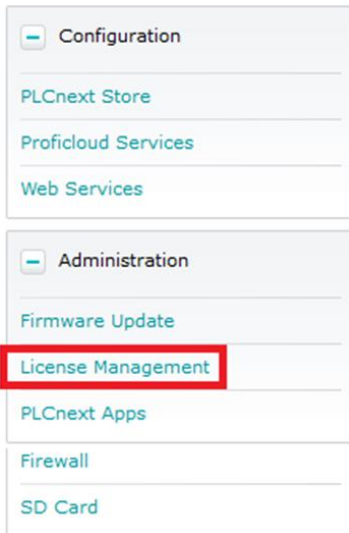 Configuration
PLCnext Store
Proficloud Services
Web Services
Administration
Firmware Update
License Management
PLCnext Apps
Firewall
SD Card